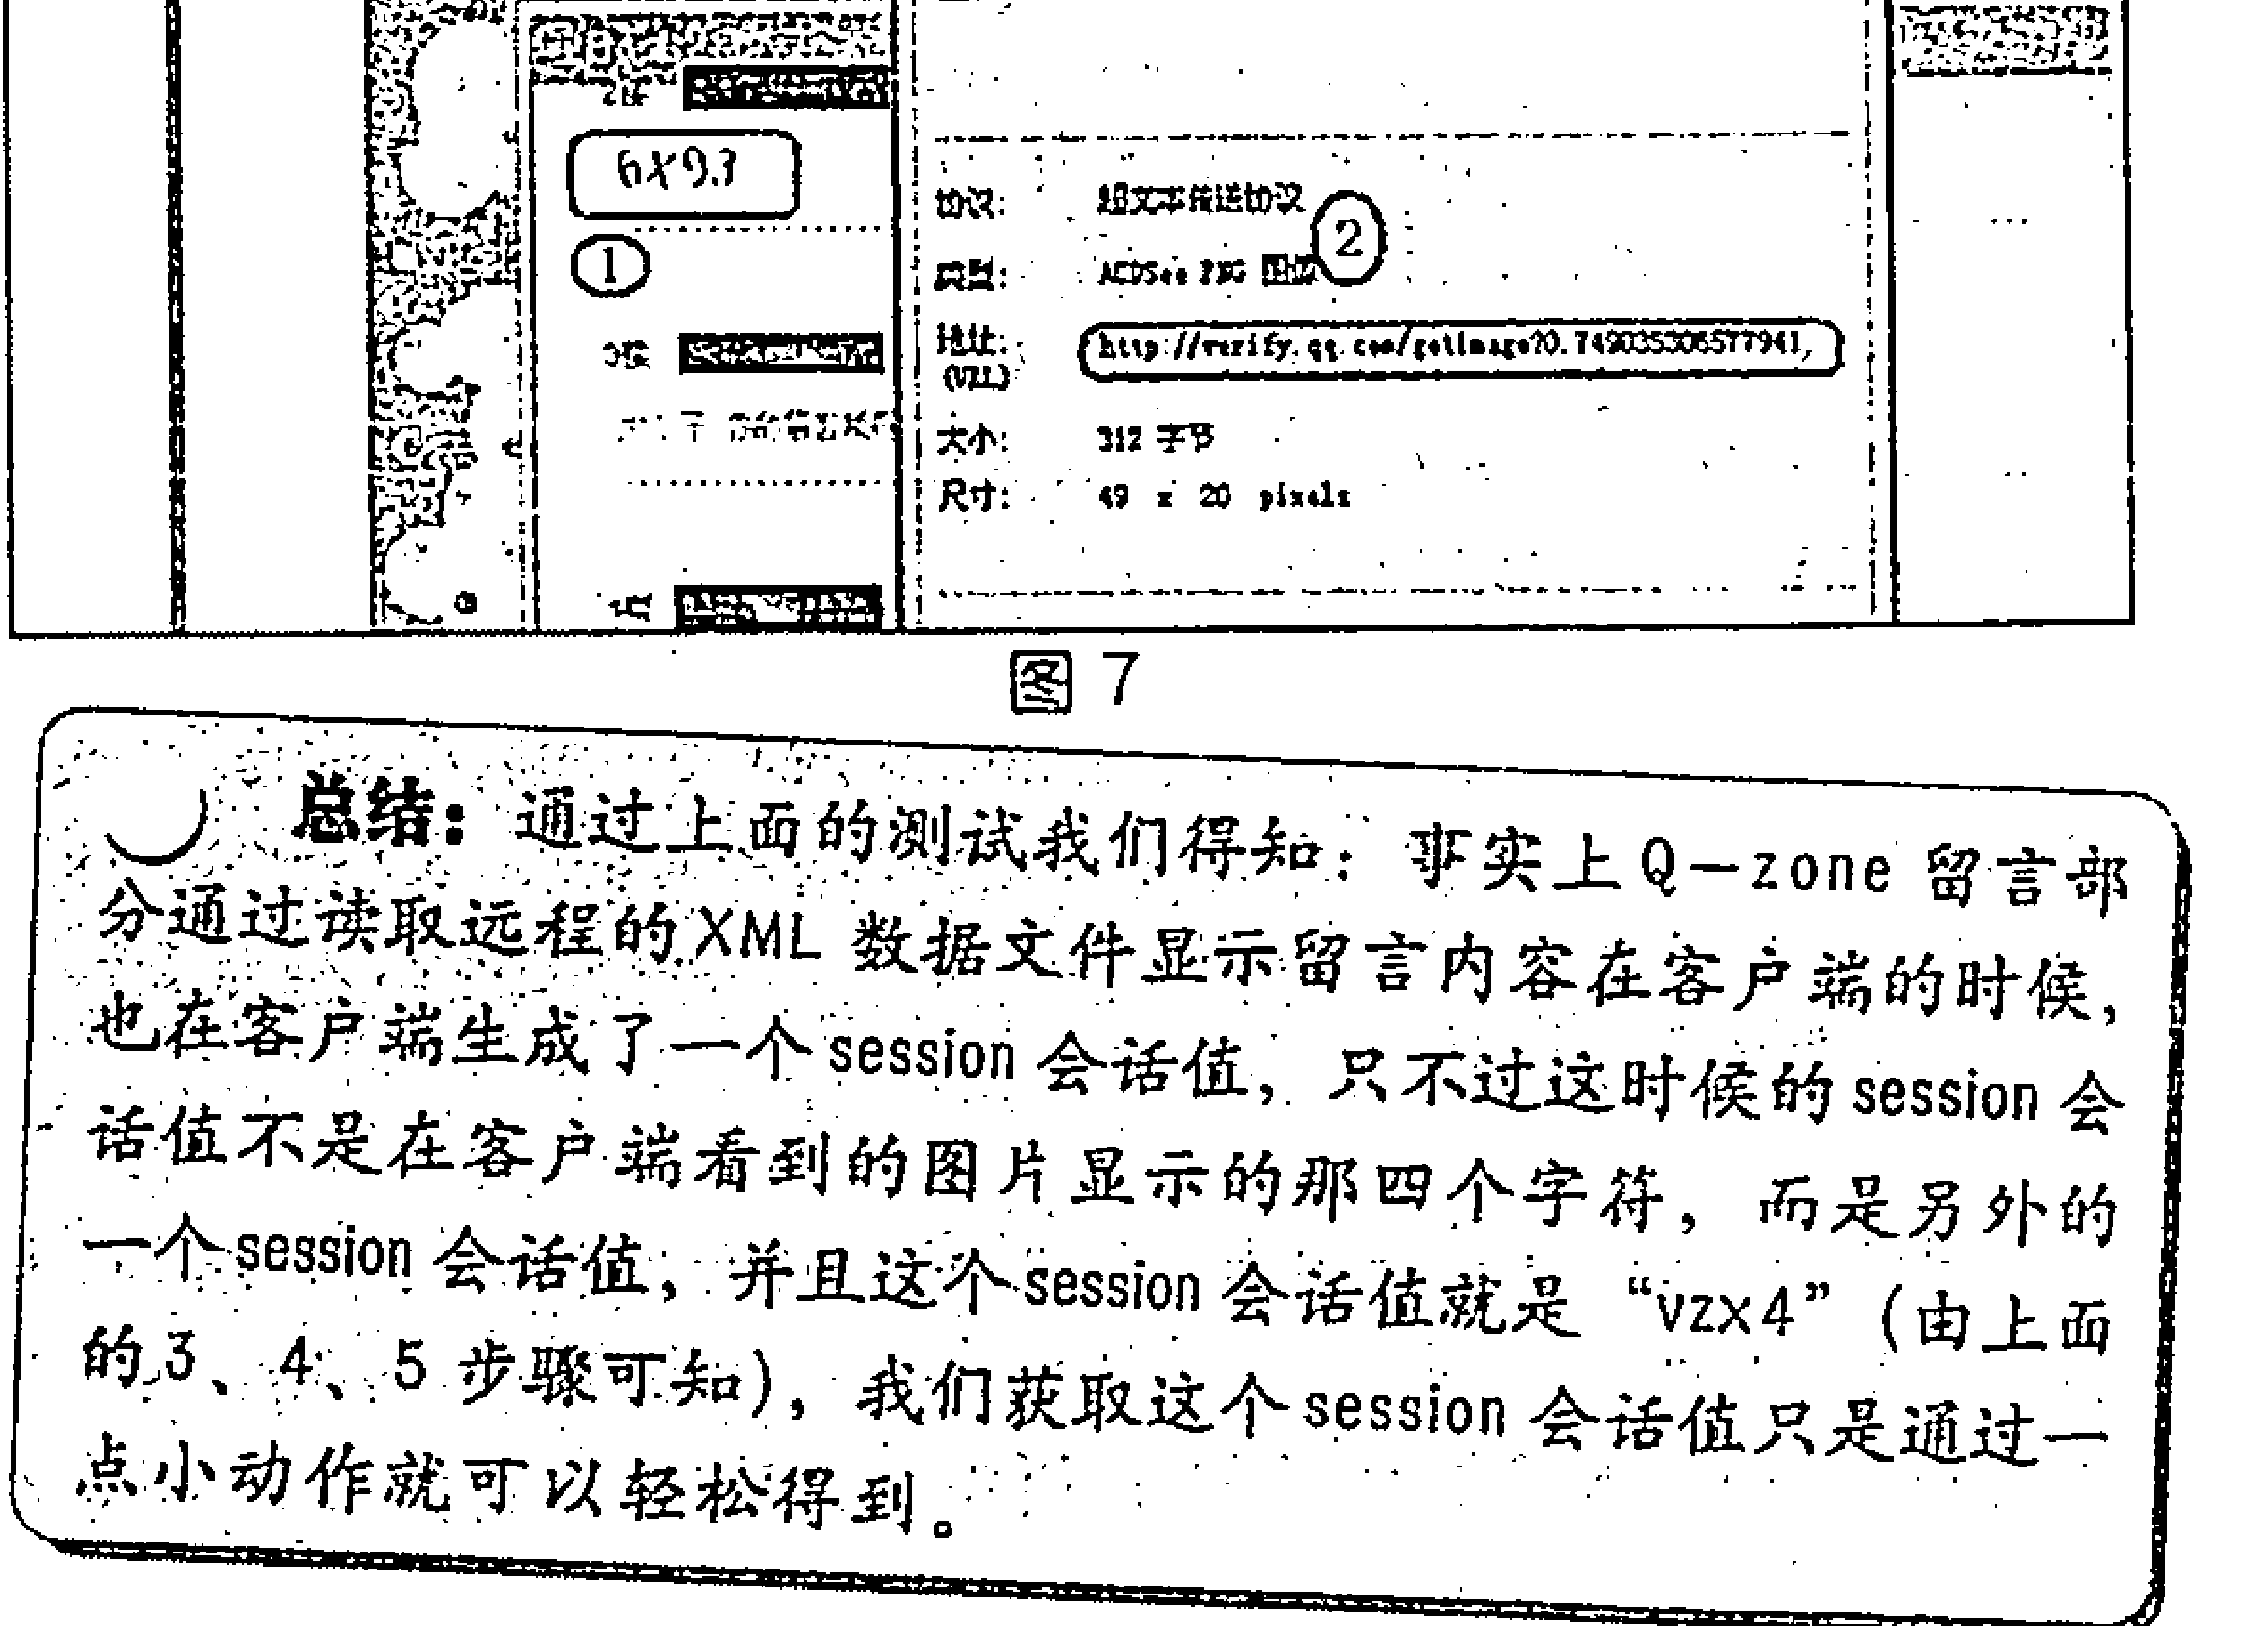 6X9.3
①
协议:
超文本传送协议
②
类型:
ACDSee PNG
地址:
http://verify.qq.com/getimage?0.749035306577941,
(URL)
大小:
312 字节
尺寸:
49 x 20 pixels
图 7
总结：通过上面的测试我们得知：事实上Q—zone 留言部
分通过读取远程的XML 数据文件显示留言内容在客户端的时候，
也在客户端生成了一个session 会话值，只不过这时候的session 会
话值不是在客户端看到的图片显示的那四个字符，而是另外的
一个session 会话值，并且这个session 会话值就是“vzx4”（由上面
的3、4、5 步骤可知），我们获取这个session 会话值只是通过一
点小动作就可以轻松得到。